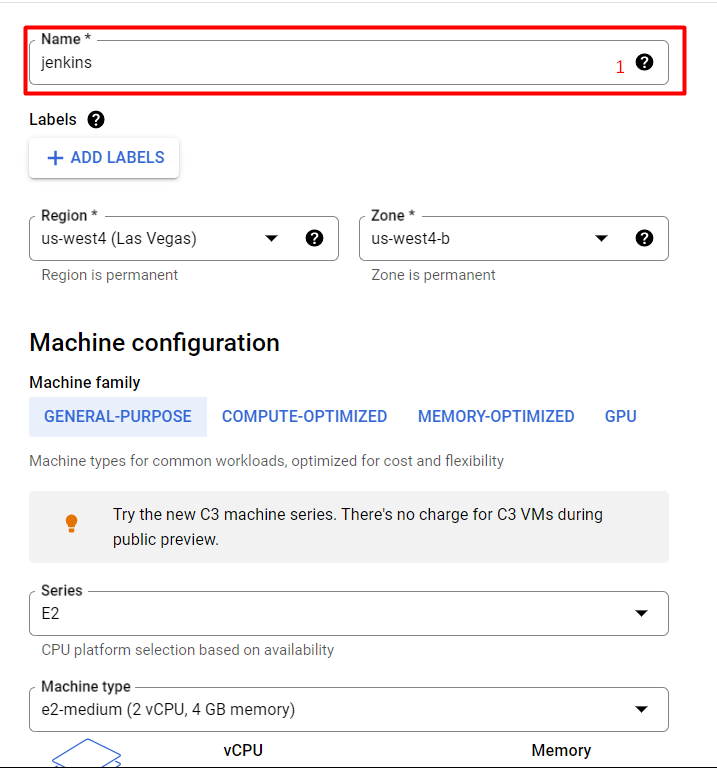 Name *
jenkins
1
Labels
ADD LABELS
Region * Zone *
us-west4 (Las Vegas) us-west4-b
Region is permanent Zone is permanent
Machine configuration
Machine family
GENERAL-PURPOSE COMPUTE-OPTIMIZED MEMORY-OPTIMIZED GPU
Machine types for common workloads, optimized for cost and flexibility
Try the new C3 machine series. There's no charge for C3 VMs during
public preview.
Series
E2
CPU platform selection based on availability
Machine type
e2-medium (2 vCPU, 4 GB memory)
vCPU Memory